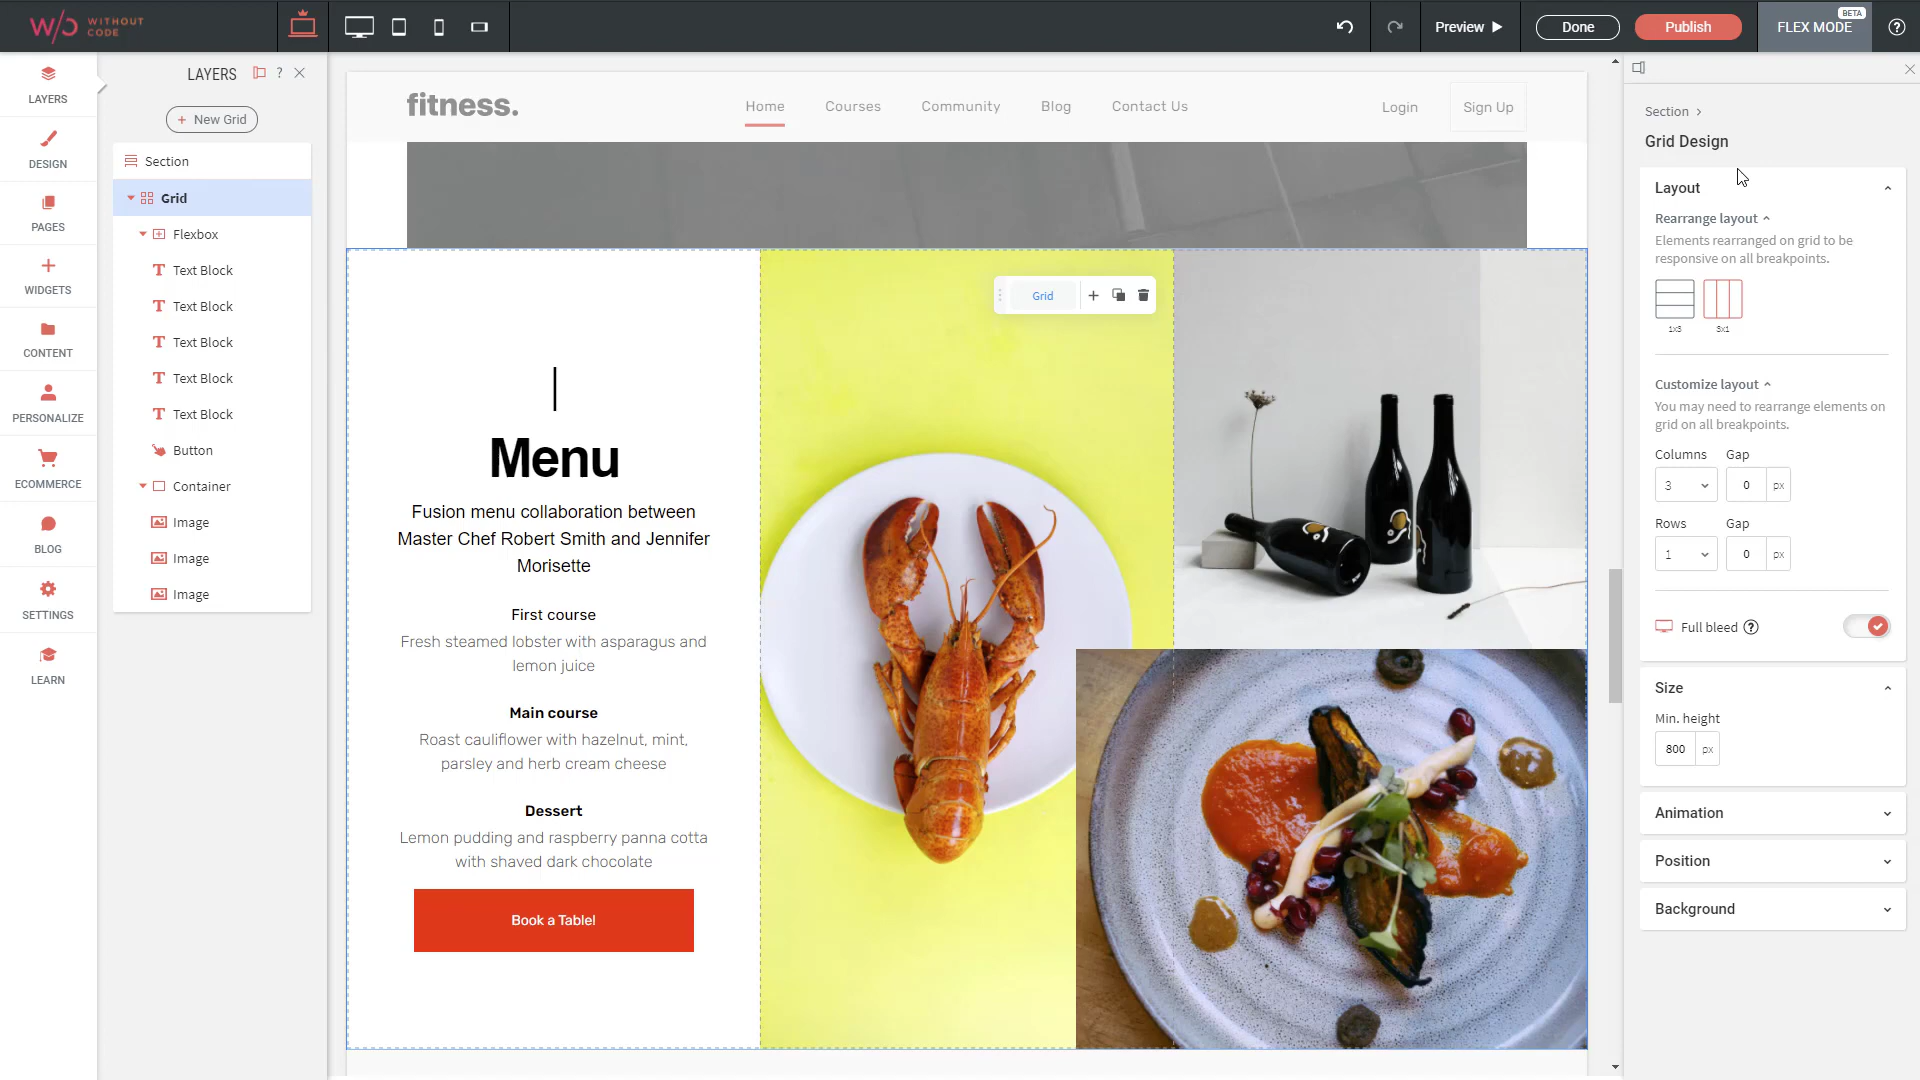 W/O WITHOUT
CODE
Preview
Done
Publish
FLEX MODE
BETA
LAYERS
DESIGN
PAGES
WIDGETS
CONTENT
PERSONALIZE
ECOMMERCE
BLOG
SETTINGS
LEARN
LAYERS
?
+ New Grid
Section
Grid
Flexbox
Text Block
Text Block
Text Block
Text Block
Text Block
Button
Container
Image
Image
Image
fitness.
Home
Courses
Community
Blog
Contact Us
Login
Sign Up
Grid
Menu
Fusion menu collaboration between
Master Chef Robert Smith and Jennifer
Morisette
First course
Fresh steamed lobster with asparagus and
lemon juice
Main course
Roast cauliflower with hazelnut, mint,
parsley and herb cream cheese
Dessert
Lemon pudding and raspberry panna cotta
with shaved dark chocolate
Book a Table!
Section >
Grid Design
Layout
Rearrange layout
Elements rearranged on grid to be
responsive on all breakpoints.
1x3 3x1
Customize layout
You may need to rearrange elements on
grid on all breakpoints.
Columns Gap
3 0 px
Rows Gap
1 0 px
Full bleed ?
Size
Min. height
800 px
Animation
Position
Background